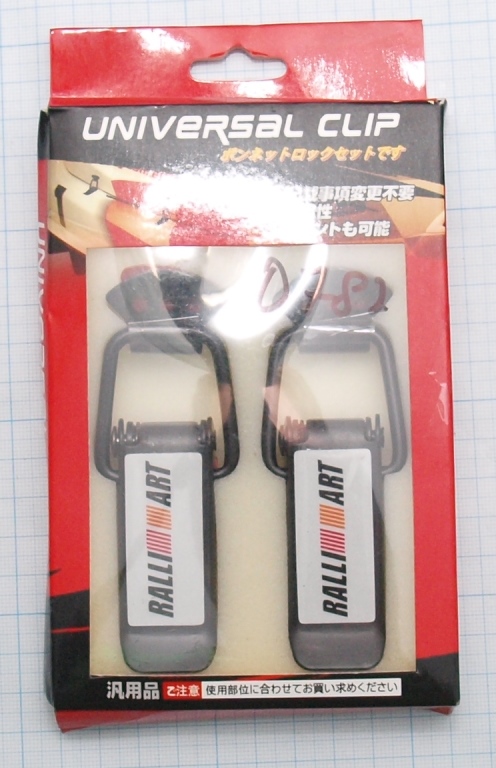 UNIVERSAL CLIP
ボンネットロックセットです
事項変更不要
性
ントも可能
RALLI ART
RALLI ART
汎用品 ご注意 使用部位に合わせてお買い求めください